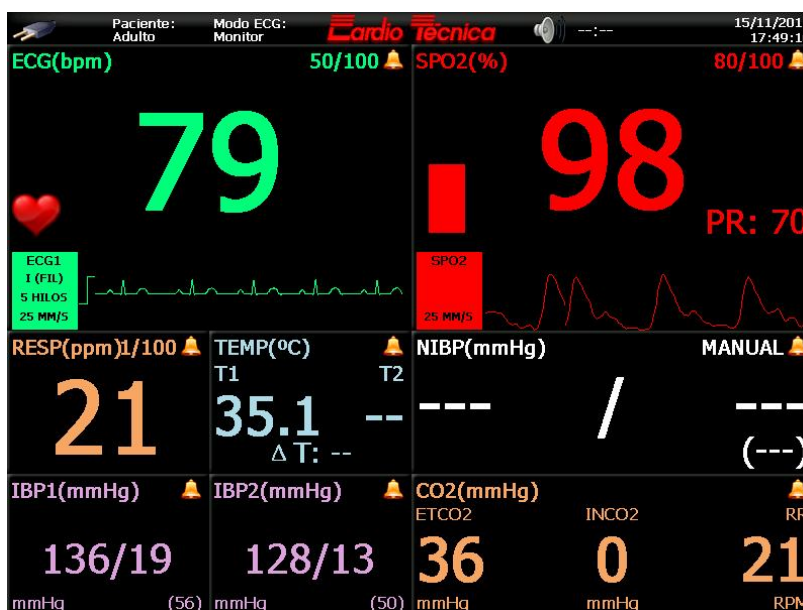 Paciente:
Adulto
Modo ECG:
Monitor
Cardio Técnica
--:--
15/11/201
17:49:1
ECG(bpm)
50/100
79
ECG1
I (FIL)
5 HILOS
25 MM/S
SPO2(%)
80/100
98
PR: 70
SPO2
25 MM/S
RESP(ppm)1/100
21
TEMP(ºC)
T1
T2
35.1
--
Δ T: --
NIBP(mmHg)
MANUAL
--- / ---
(---)
IBP1(mmHg)
136/19
mmHg
(56)
IBP2(mmHg)
128/13
mmHg
(50)
CO2(mmHg)
ETCO2
INCO2
RR
36
0
21
mmHg
mmHg
RPM